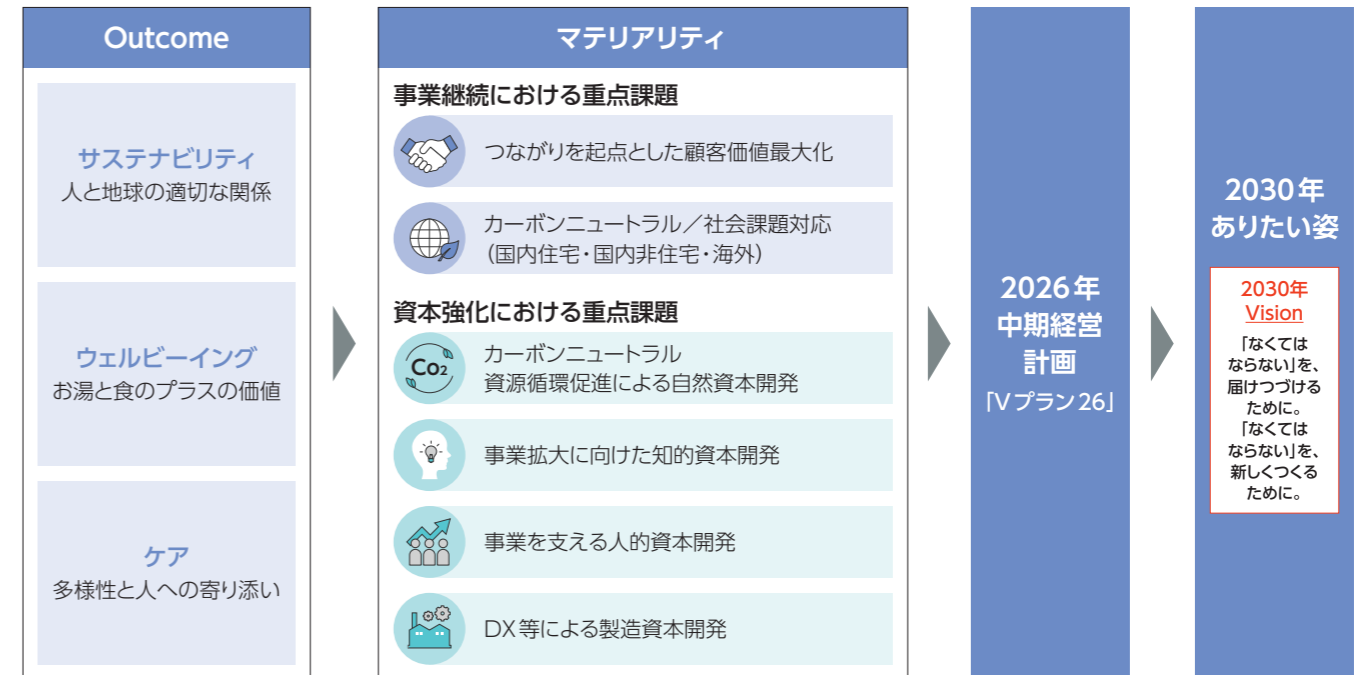 Outcome
サステナビリティ
人と地球の適切な関係
ウェルビーイング
お湯と食のプラスの価値
ケア
多様性と人への寄り添い
マテリアリティ
事業継続における重点課題
つながりを起点とした顧客価値最大化
カーボンニュートラル／社会課題対応
（国内住宅・国内非住宅・海外）
資本強化における重点課題
Co2
カーボンニュートラル
資源循環促進による自然資本開発
事業拡大に向けた知的資本開発
事業を支える人的資本開発
DX等による製造資本開発
2026年
中期経営
計画
「Vプラン26」
2030年
ありたい姿
2030年
Vision
「なくては
ならない」を、
届けつづける
ために。
「なくては
ならない」を、
新しくつくる
ために。